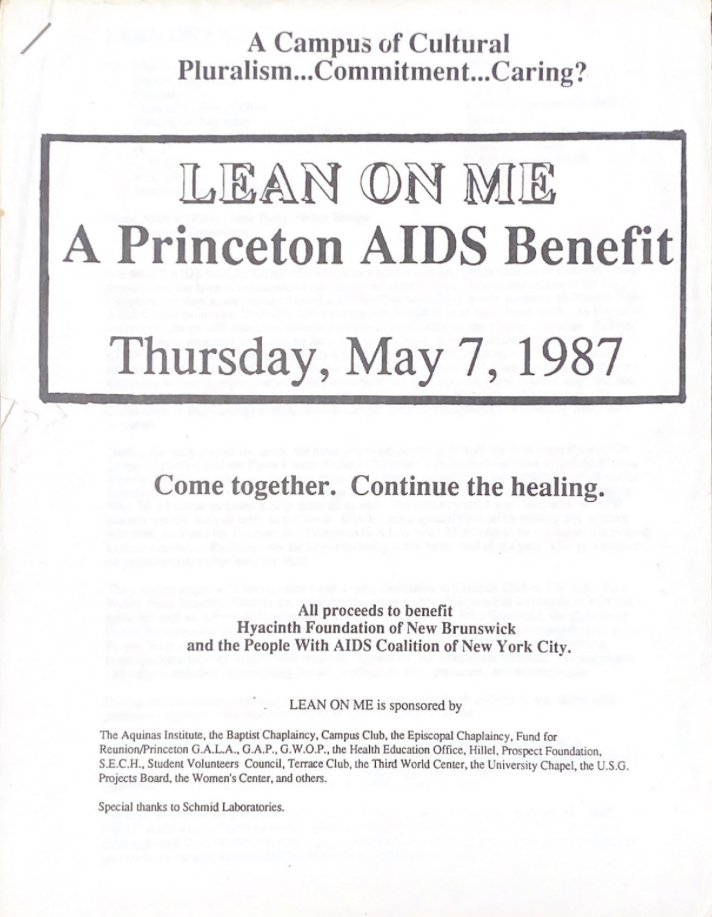 A Campus of Cultural
Pluralism...Commitment...Caring?
LEAN ON ME
A Princeton AIDS Benefit
Thursday, May 7, 1987
Come together. Continue the healing.
All proceeds to benefit
Hyacinth Foundation of New Brunswick
and the People With AIDS Coalition of New York City.
LEAN ON ME is sponsored by
The Aquinas Institute, the Baptist Chaplaincy, Campus Club, the Episcopal Chaplaincy, Fund for
Reunion/Princeton G.A.L.A., G.A.P., G.W.O.P., the Health Education Office, Hillel, Prospect Foundation,
S.E.C.H., Student Volunteers Council, Terrace Club, the Third World Center, the University Chapel, the U.S.G.
Projects Board, the Women's Center, and others.
Special thanks to Schmid Laboratories.